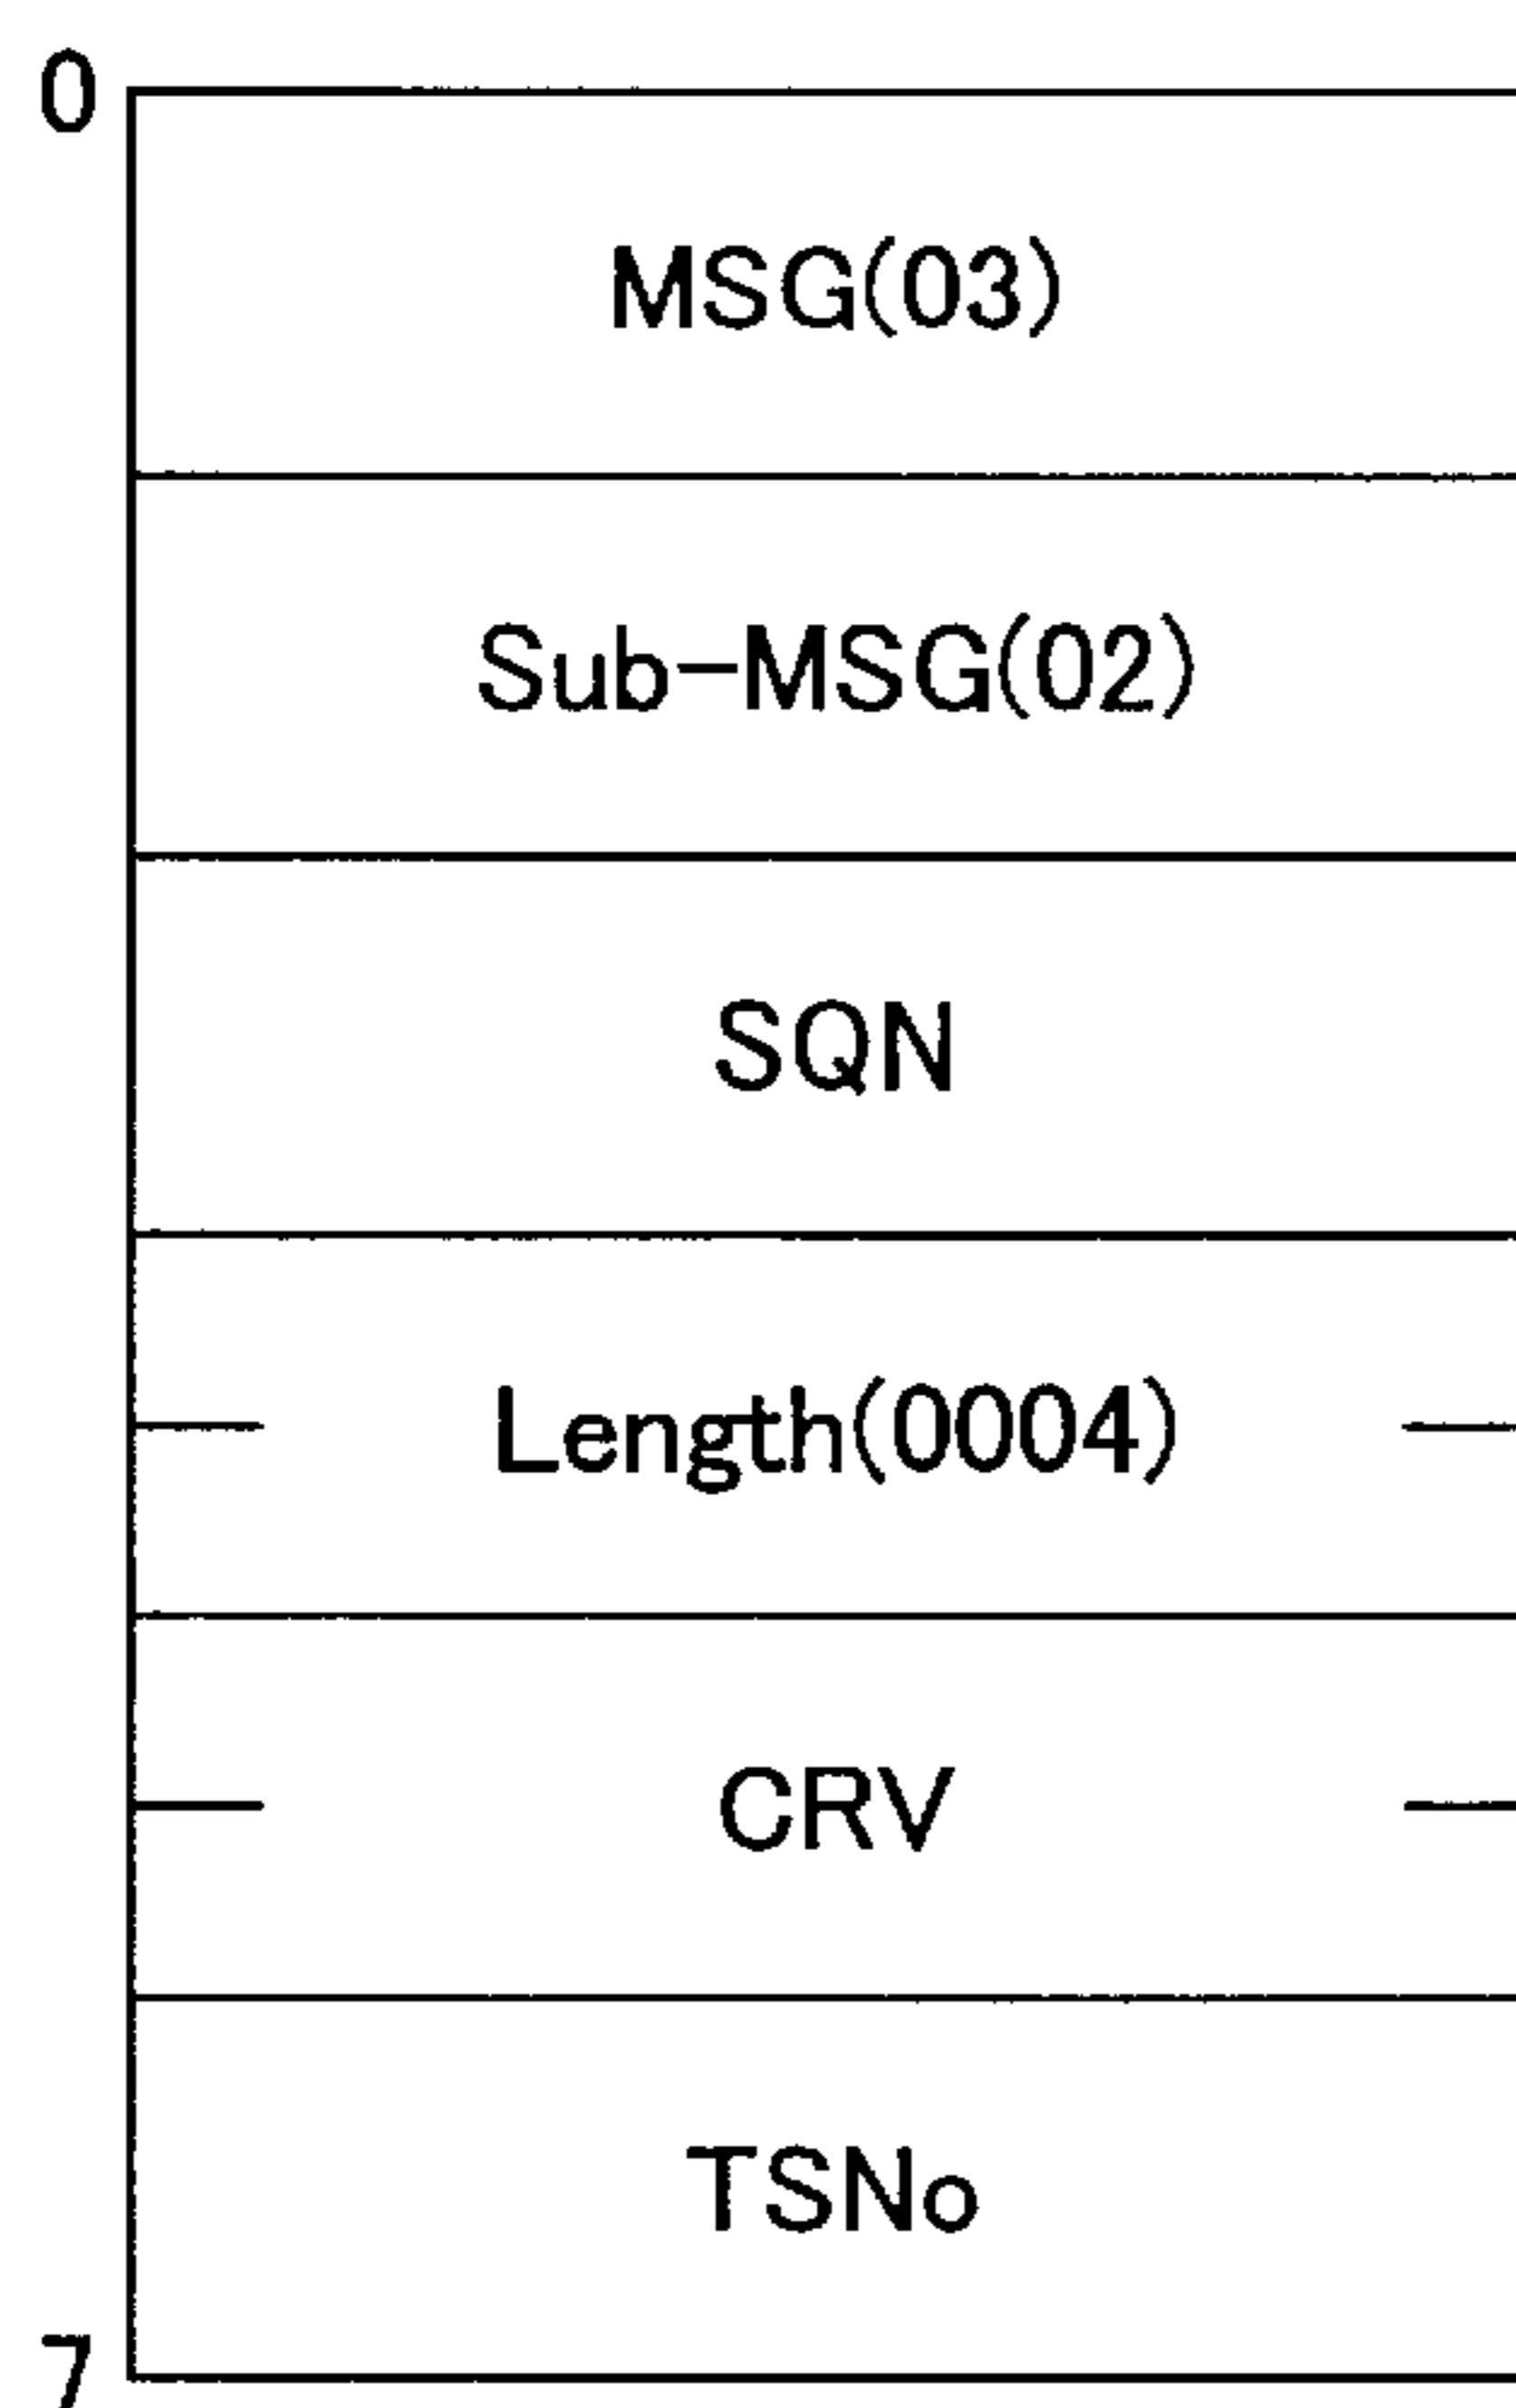 0
MSG(03)
Sub-MSG(02)
SQN
Length(0004)
CRV
TSNo
7